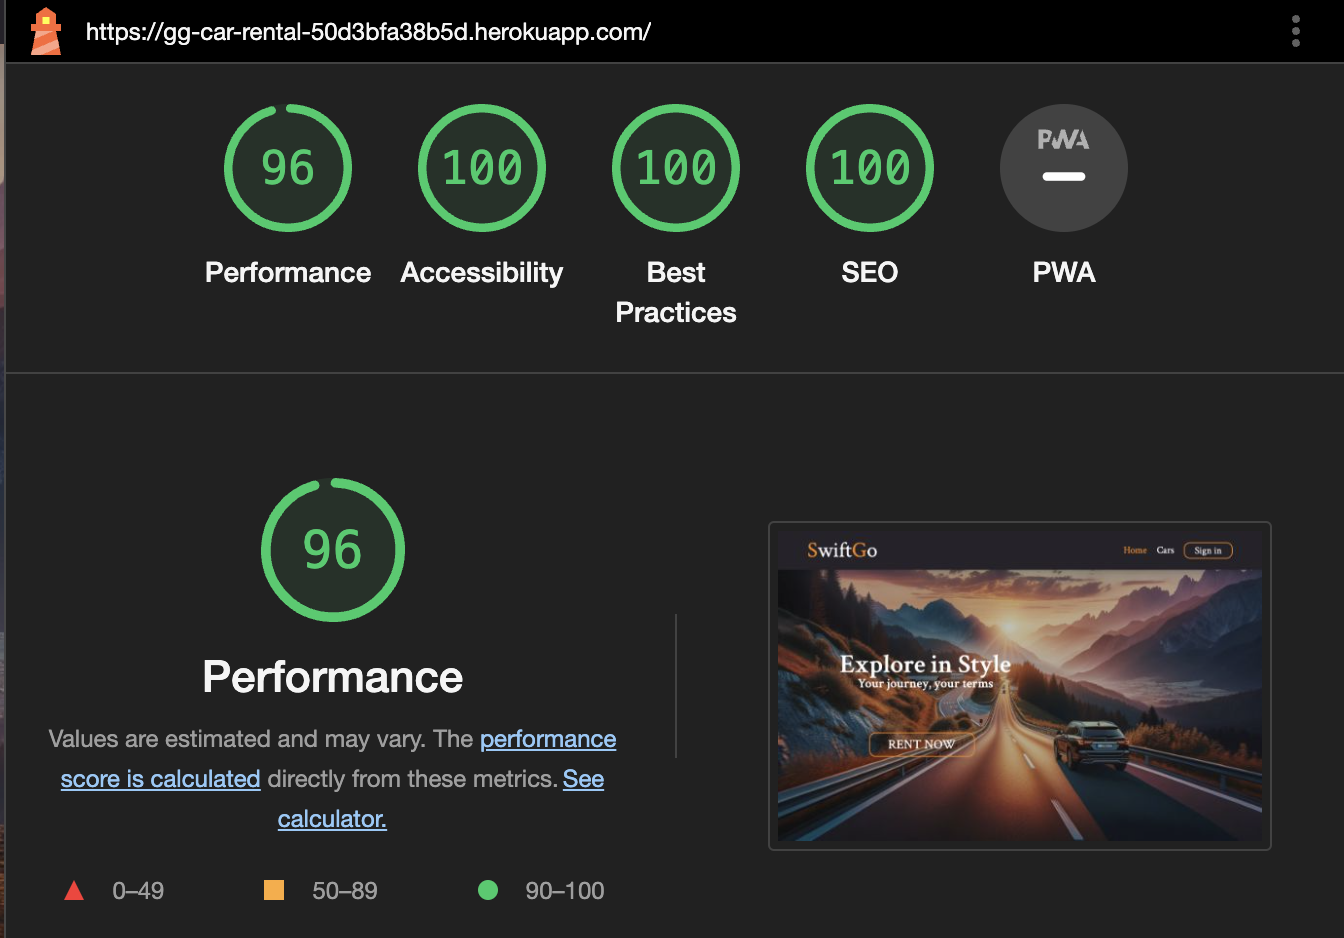 https://gg-car-rental-50d3bfa38b5d.herokuapp.com/
96
100
100
100
PWA
Performance
Accessibility
Best
Practices
SEO
PWA
96
Performance
Values are estimated and may vary. The performance
score is calculated directly from these metrics. See
calculator.
0–49
50–89
90–100
SwiftGo
Home
Cars
Sign in
Explore in Style
Your journey, your terms
RENT NOW